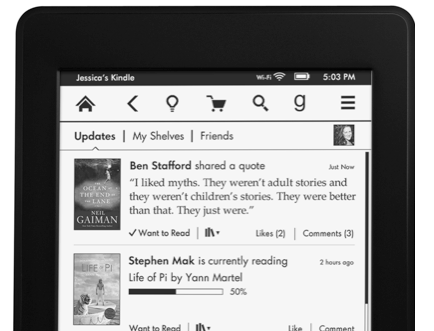 Jessica's Kindle Wi-Fi 5:03 PM
g
Updates | My Shelves | Friends
Ben Stafford shared a quote Just Now
"I liked myths. They weren't adult stories and
they weren't children's stories. They were better
than that. They just were."
THE
OCEAN AT
THE END OF
THE LANE
NEIL
GAIMAN
Want to Read Likes (2) | Comments (3)
Stephen Mak is currently reading 2 hours ago
Life of Pi by Yann Martel
50%
LIFE OF PI
Want to Read Like | Comment